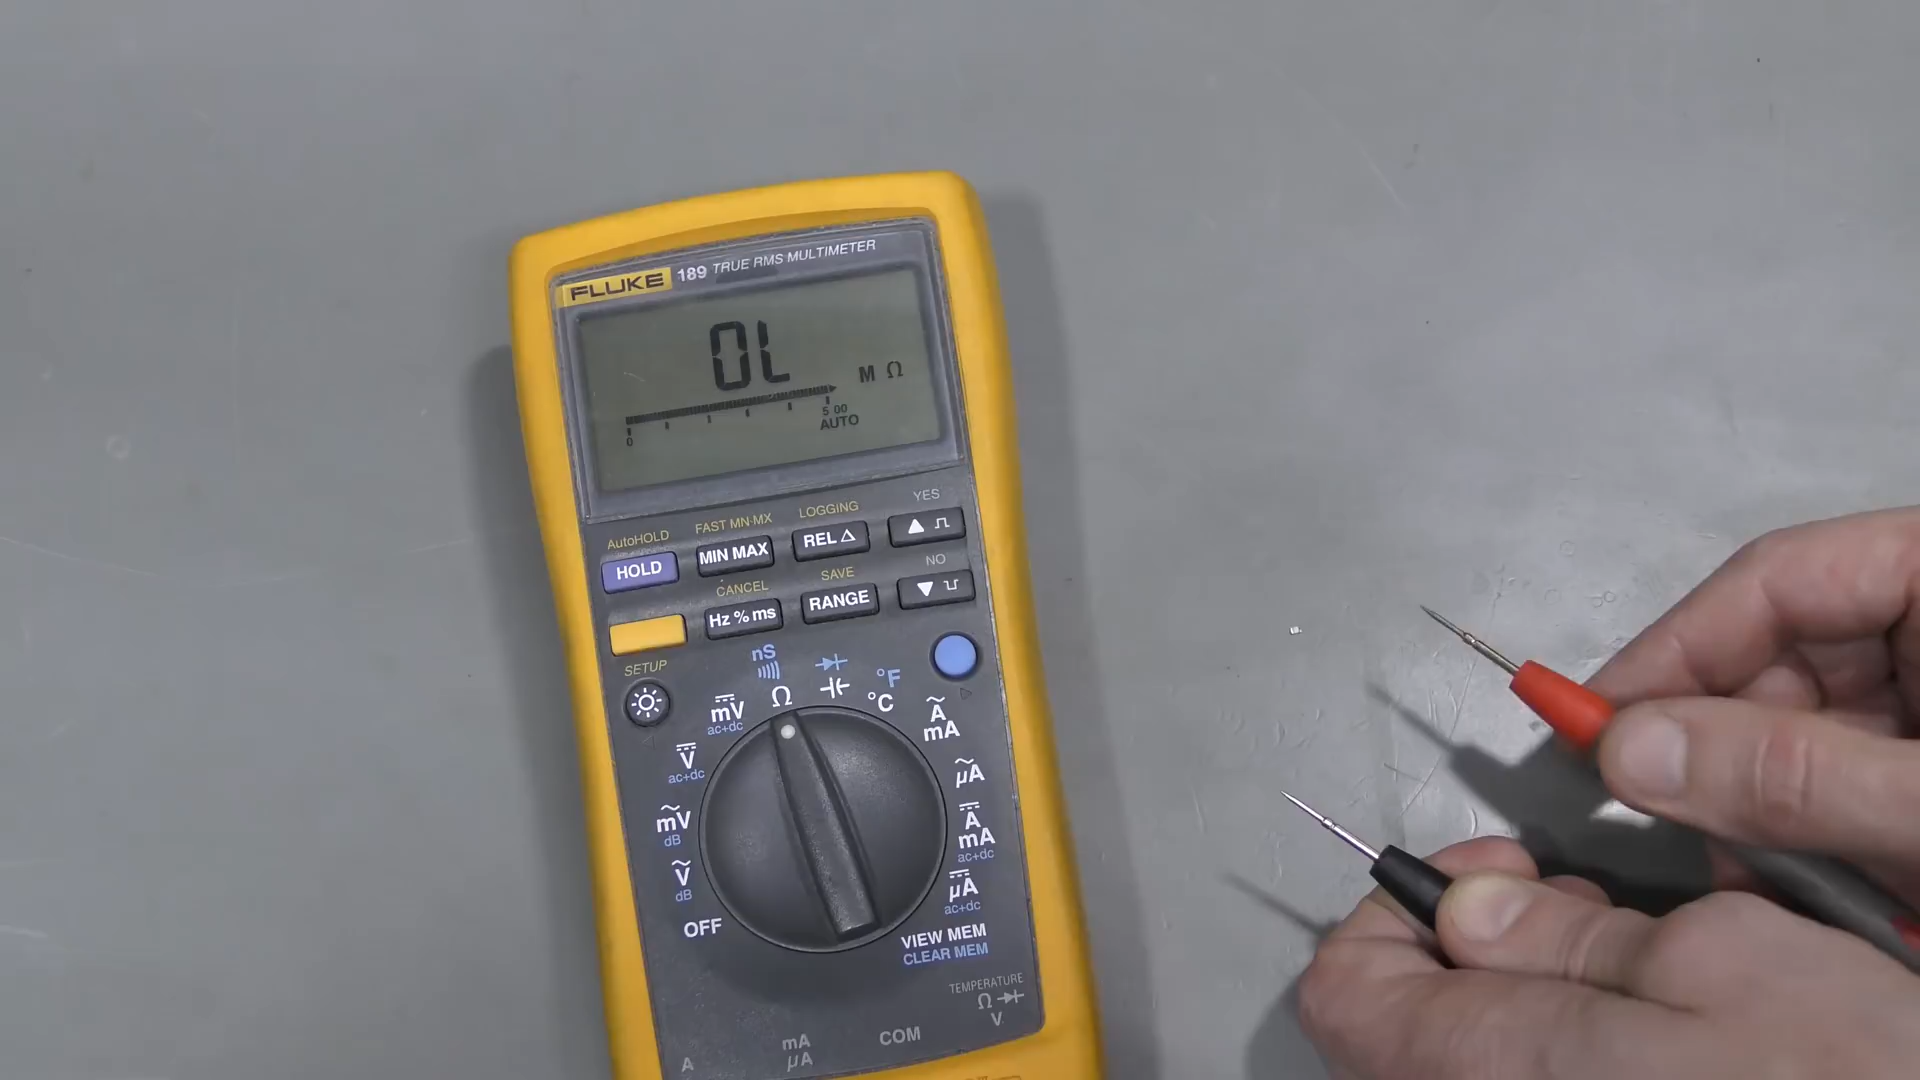 FLUKE 189 TRUE RMS MULTIMETER
OL
M Ω
0
5 00
AUTO
AutoHOLD FAST MN-MX LOGGING YES
HOLD MIN MAX REL △ ▲
CANCEL SAVE NO
Hz % ms RANGE ▼
SETUP
nS
Ω
mV
ac+dc
°F
°C
V
ac+dc
A
mA
mV
dB
µA
V
dB
A
mA
ac+dc
µA
ac+dc
OFF
VIEW MEM
CLEAR MEM
TEMPERATURE
Ω
V
A
mA
µA
COM